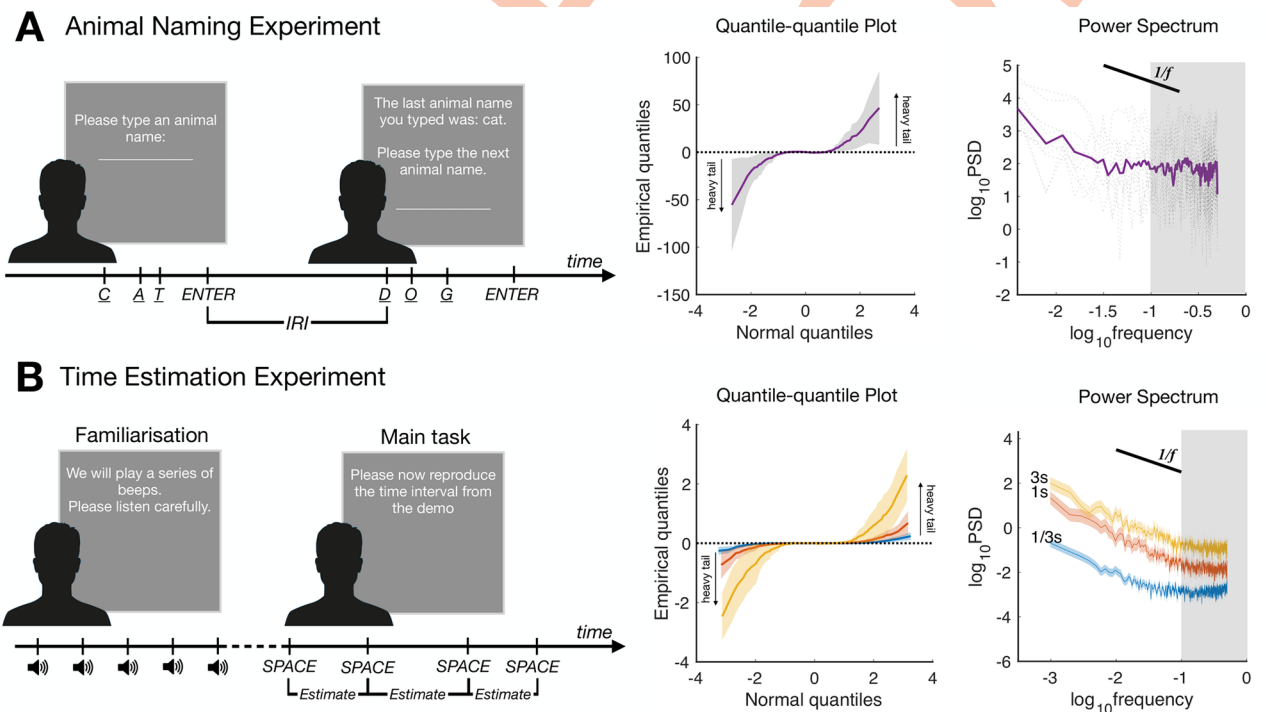 A Animal Naming Experiment
Please type an animal
name:
The last animal name
you typed was: cat.
Please type the next
animal name.
time
C A T ENTER D O G ENTER
IRI
Quantile-quantile Plot
100
50
0
-50
-100
-150
-4 -2 0 2 4
Empirical quantiles
Normal quantiles
heavy tail
heavy tail
Power Spectrum
1/f
5
4
3
2
1
0
-1
-2
-2 -1.5 -1 -0.5 0
log10PSD
log10frequency
B Time Estimation Experiment
Familiarisation
We will play a series of
beeps.
Please listen carefully.
Main task
Please now reproduce
the time interval from
the demo
time
SPACE SPACE SPACE SPACE
Estimate Estimate Estimate
Quantile-quantile Plot
4
2
0
-2
-4
-4 -2 0 2 4
Empirical quantiles
Normal quantiles
heavy tail
heavy tail
Power Spectrum
1/f
3s
1s
1/3s
4
2
0
-2
-4
-6
-3 -2 -1 0
log10PSD
log10frequency